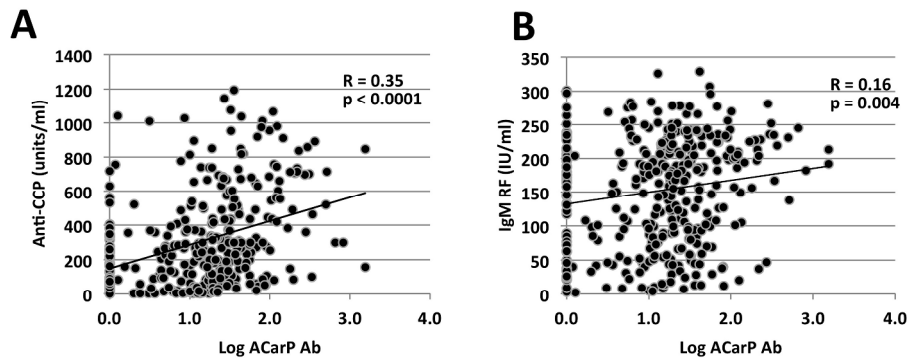 A
B
1400
1200
1000
800
600
400
200
0
Anti-CCP (units/ml)
R = 0.35
p < 0.0001
0.0 1.0 2.0 3.0 4.0
Log ACarP Ab
350
300
250
200
150
100
50
0
IgM RF (IU/ml)
R = 0.16
p = 0.004
0.0 1.0 2.0 3.0 4.0
Log ACarP Ab